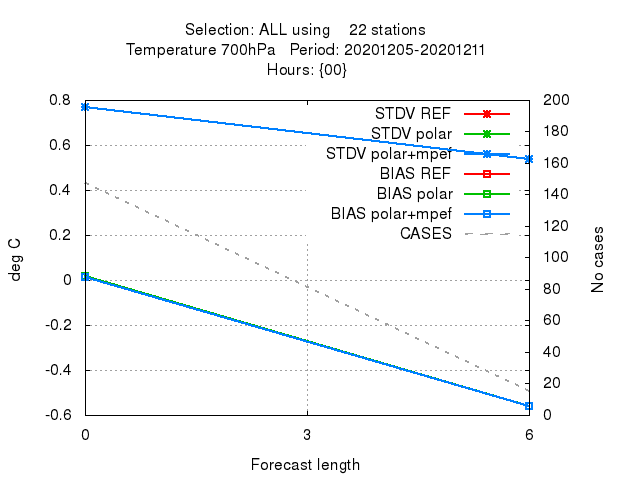 Selection: ALL using    22 stations
Temperature 700hPa   Period: 20201205-20201211
Hours: {00}
0.8
0.6
0.4
0.2
0
-0.2
-0.4
-0.6
deg C
STDV REF
STDV polar
STDV polar+mpef
BIAS REF
BIAS polar
BIAS polar+mpef
CASES
200
180
160
140
120
100
80
60
40
20
0
No cases
0
3
6
Forecast length